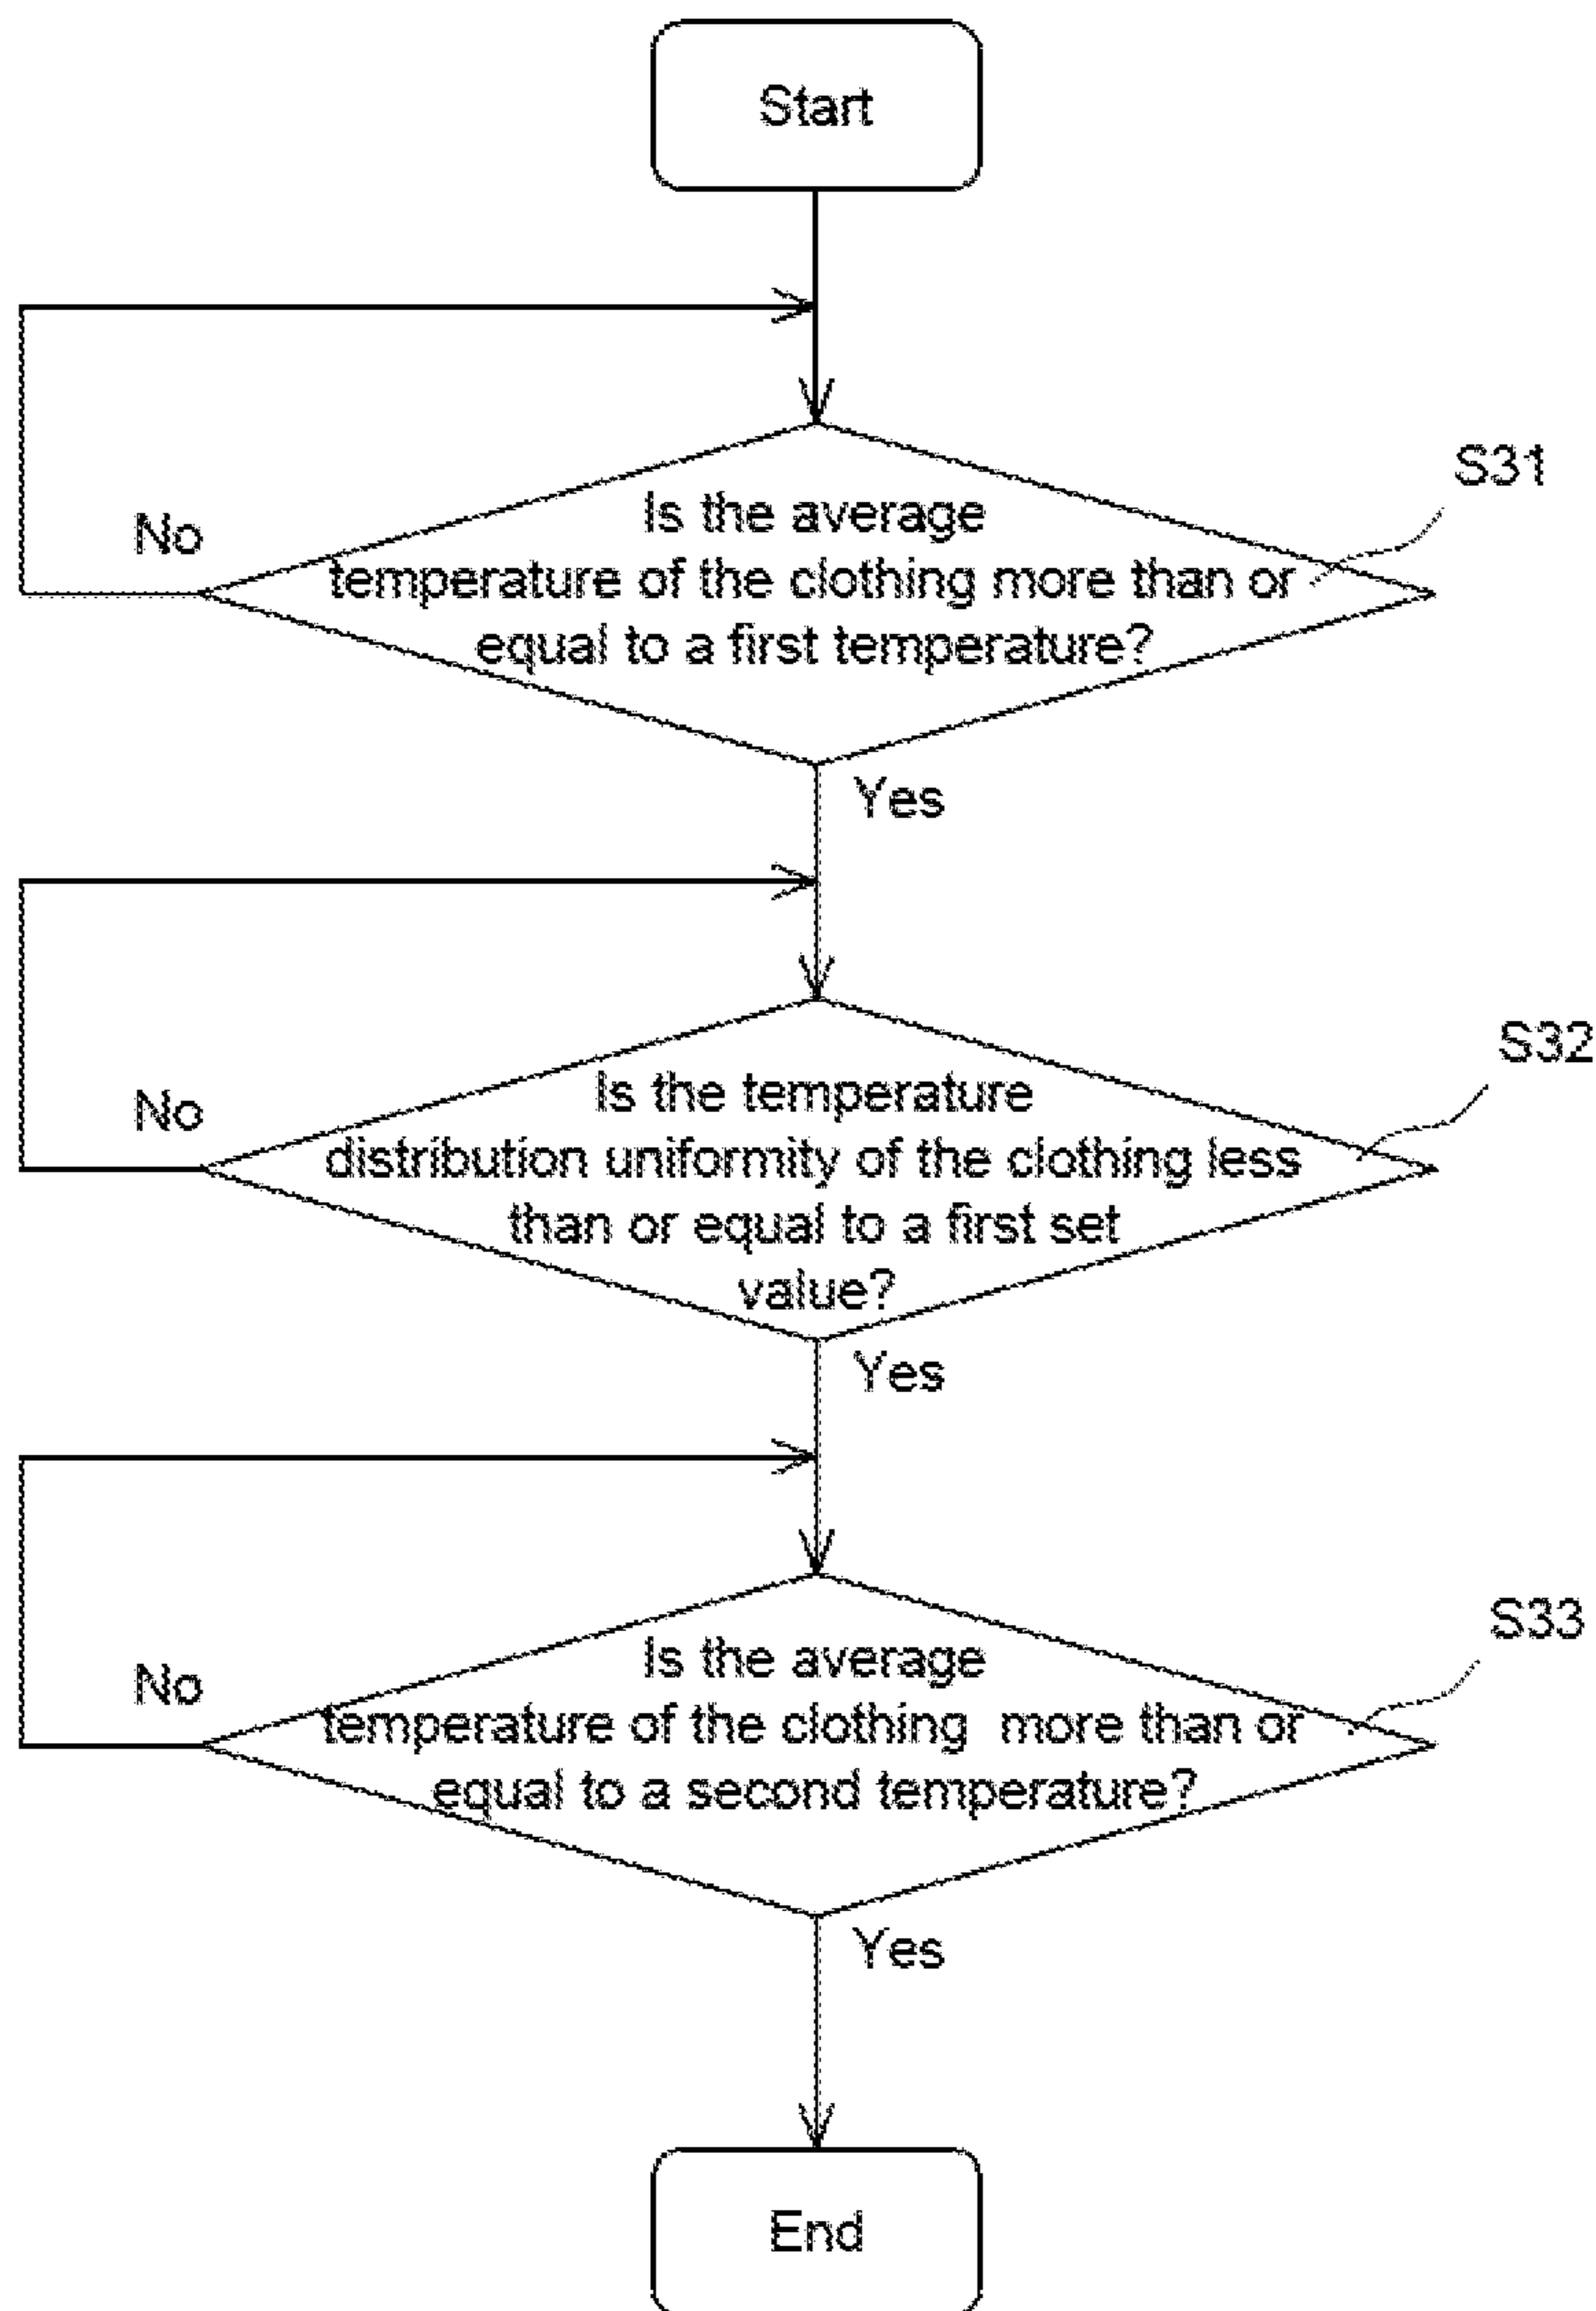 Start
S31
No
Is the average
temperature of the clothing more than or
equal to a first temperature?
Yes
S32
No
Is the temperature
distribution uniformity of the clothing less
than or equal to a first set
value?
Yes
S33
No
Is the average
temperature of the clothing more than or
equal to a second temperature?
Yes
End